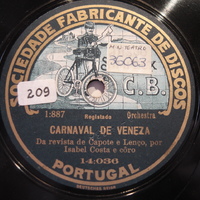 SOCIEDADE FABRICANTE DE DISCOS
36063
C. B.
209
1:887 Registado Orchestra
CARNAVAL DE VENEZA
Da revista de Capote e Lenço, por
Isabel Costa e côro
14:036
PORTUGAL